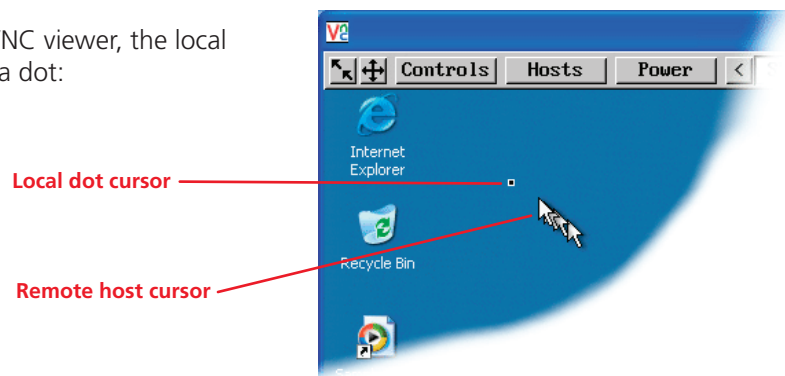 NC viewer, the local
a dot:
Controls Hosts Power <
Internet
Explorer
Local dot cursor
Recycle Bin
Remote host cursor